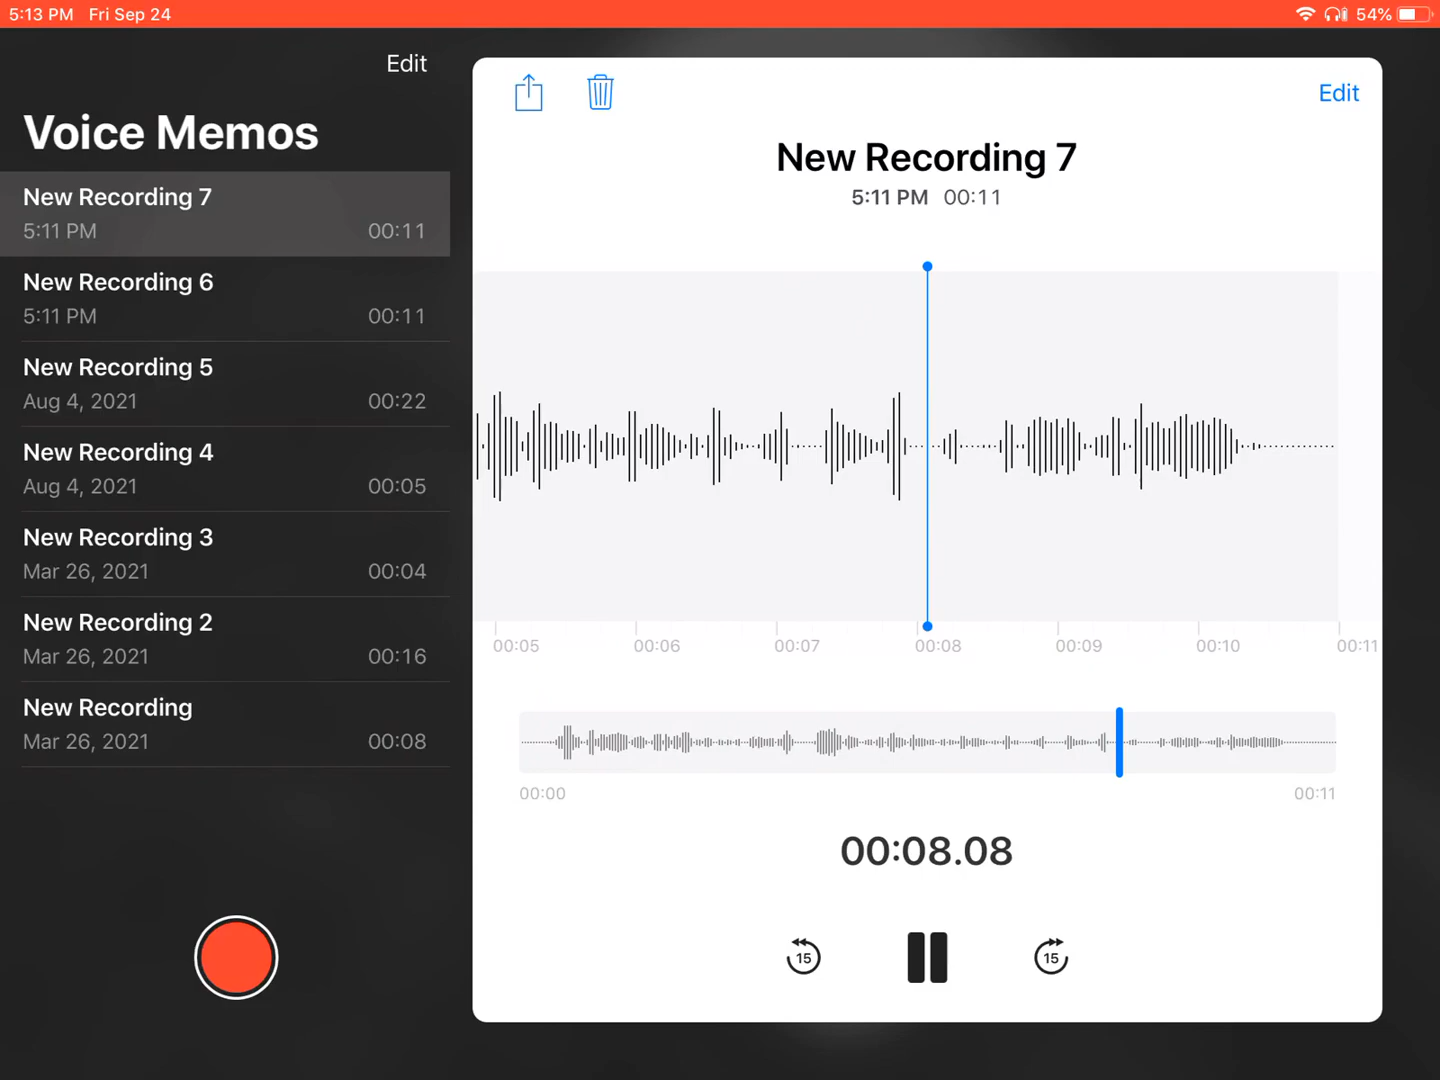 5:13 PM Fri Sep 24 54%
Edit
Voice Memos
New Recording 7
5:11 PM 00:11
New Recording 6
5:11 PM 00:11
New Recording 5
Aug 4, 2021 00:22
New Recording 4
Aug 4, 2021 00:05
New Recording 3
Mar 26, 2021 00:04
New Recording 2
Mar 26, 2021 00:16
New Recording
Mar 26, 2021 00:08
Edit
New Recording 7
5:11 PM 00:11
00:05 00:06 00:07 00:08 00:09 00:10 00:11
00:00 00:11
00:08.08
15 15